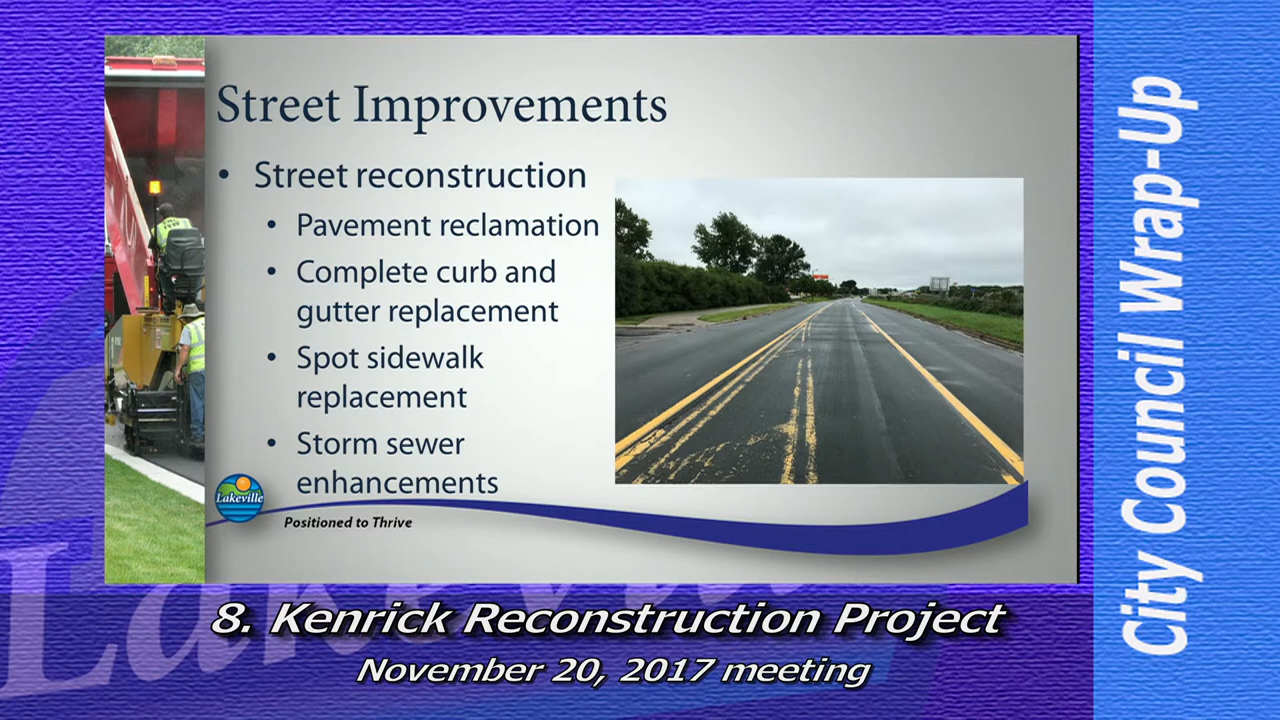 Street Improvements
• Street reconstruction
• Pavement reclamation
• Complete curb and
gutter replacement
• Spot sidewalk
replacement
• Storm sewer
enhancements
Lakeville
Positioned to Thrive
8. Kenrick Reconstruction Project
November 20, 2017 meeting
City Council Wrap-Up